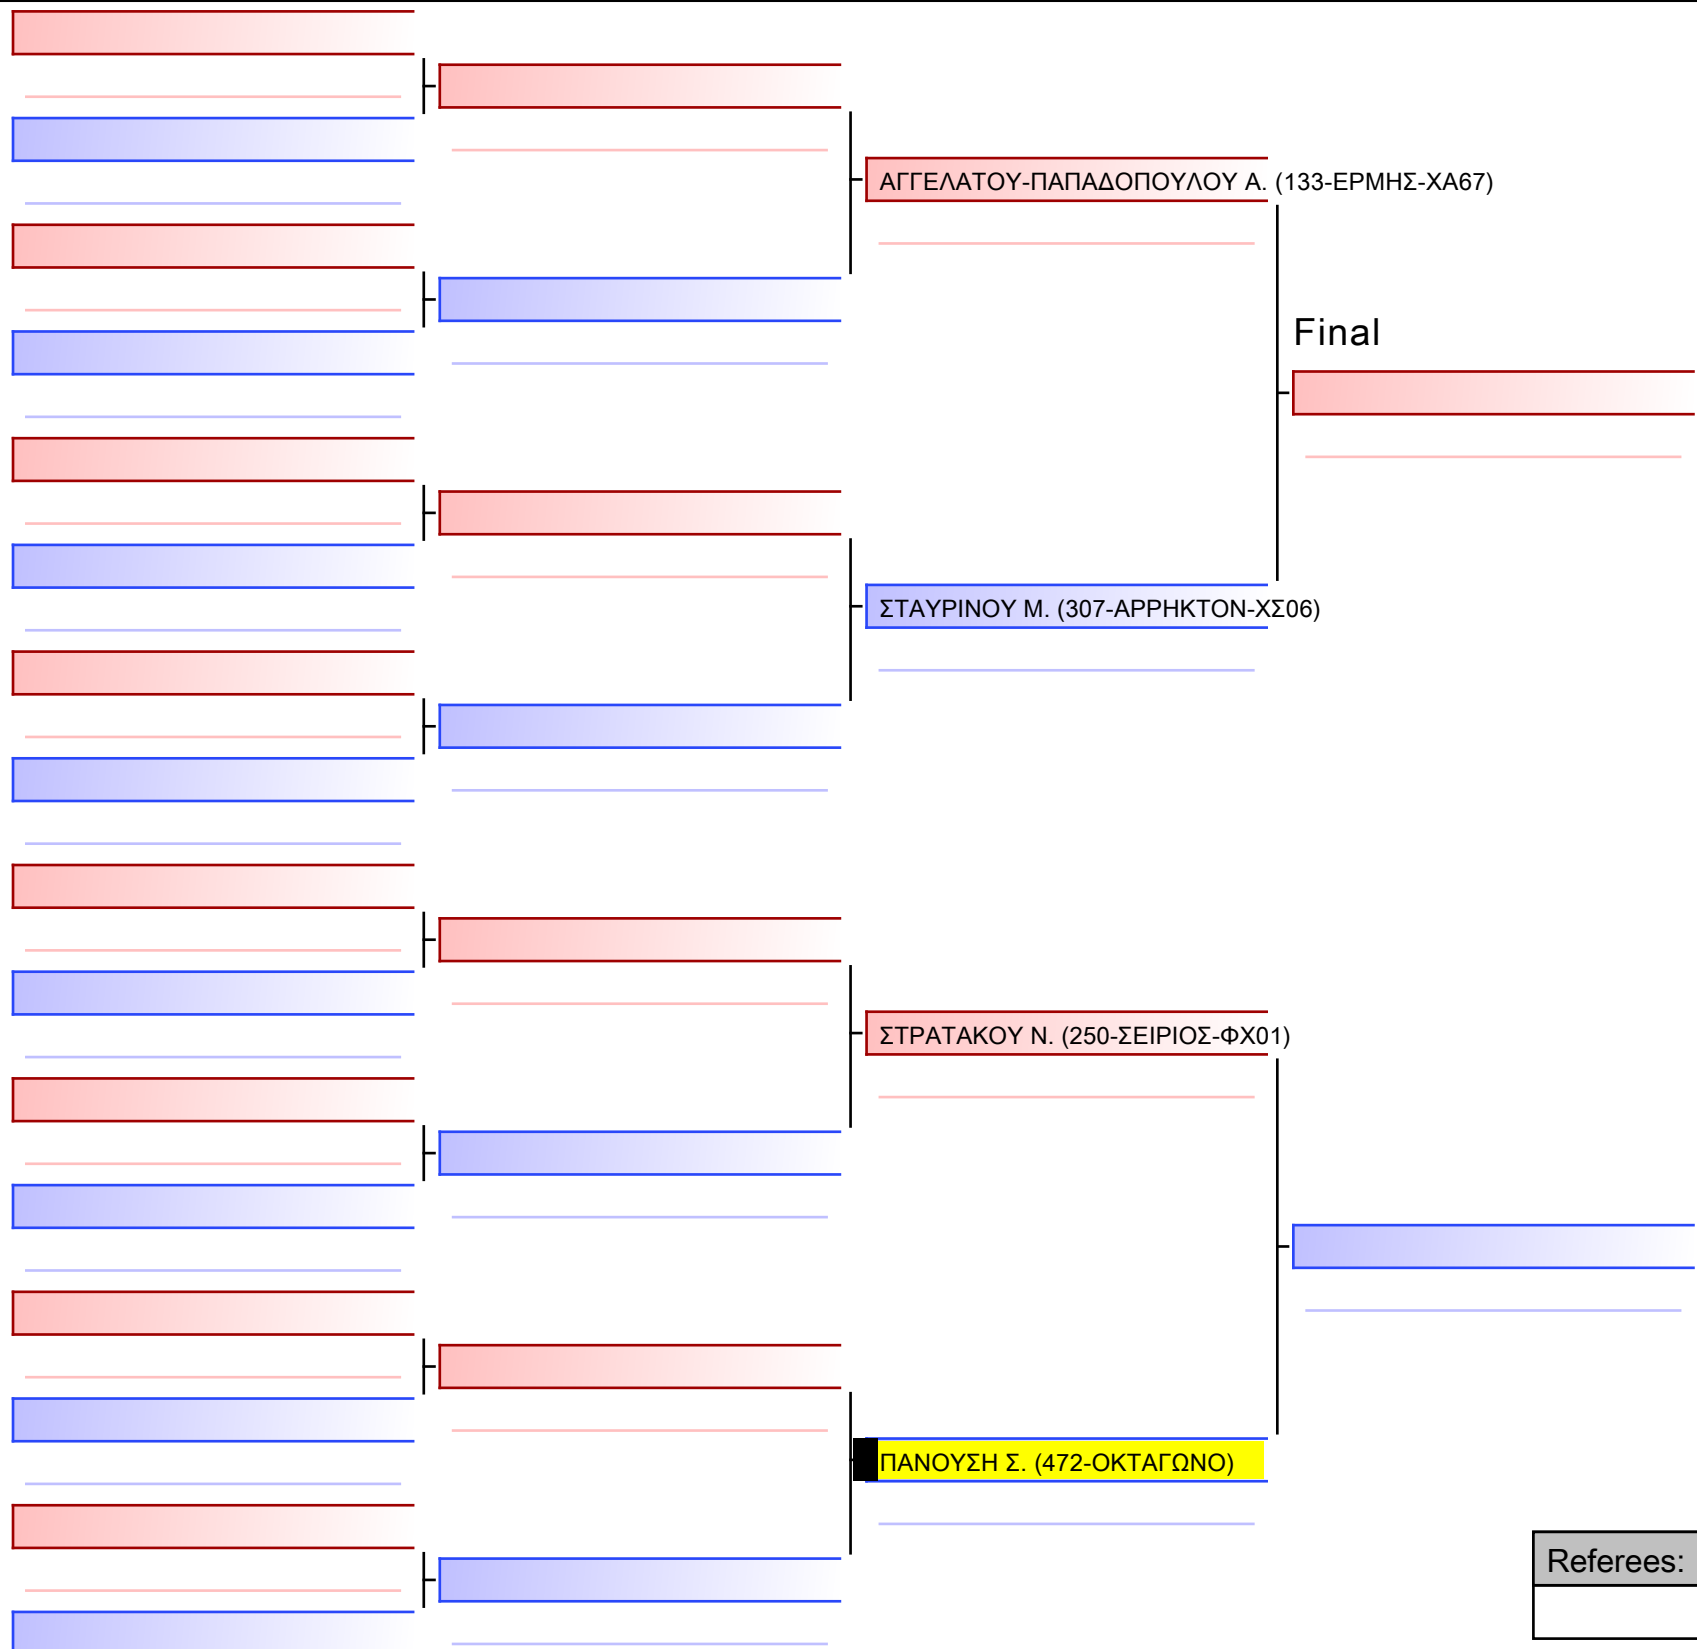 ΑΓΓΕΛΑΤΟΥ-ΠΑΠΑΔΟΠΟΥΛΟΥ Α. (133-ΕΡΜΗΣ-ΧΑ67)
Final
ΣΤΑΥΡΙΝΟΥ Μ. (307-ΑΡΡΗΚΤΟΝ-ΧΣ06)
ΣΤΡΑΤΑΚΟΥ Ν. (250-ΣΕΙΡΙΟΣ-ΦΧ01)
ΠΑΝΟΥΣΗ Σ. (472-ΟΚΤΑΓΩΝΟ)
Referees: